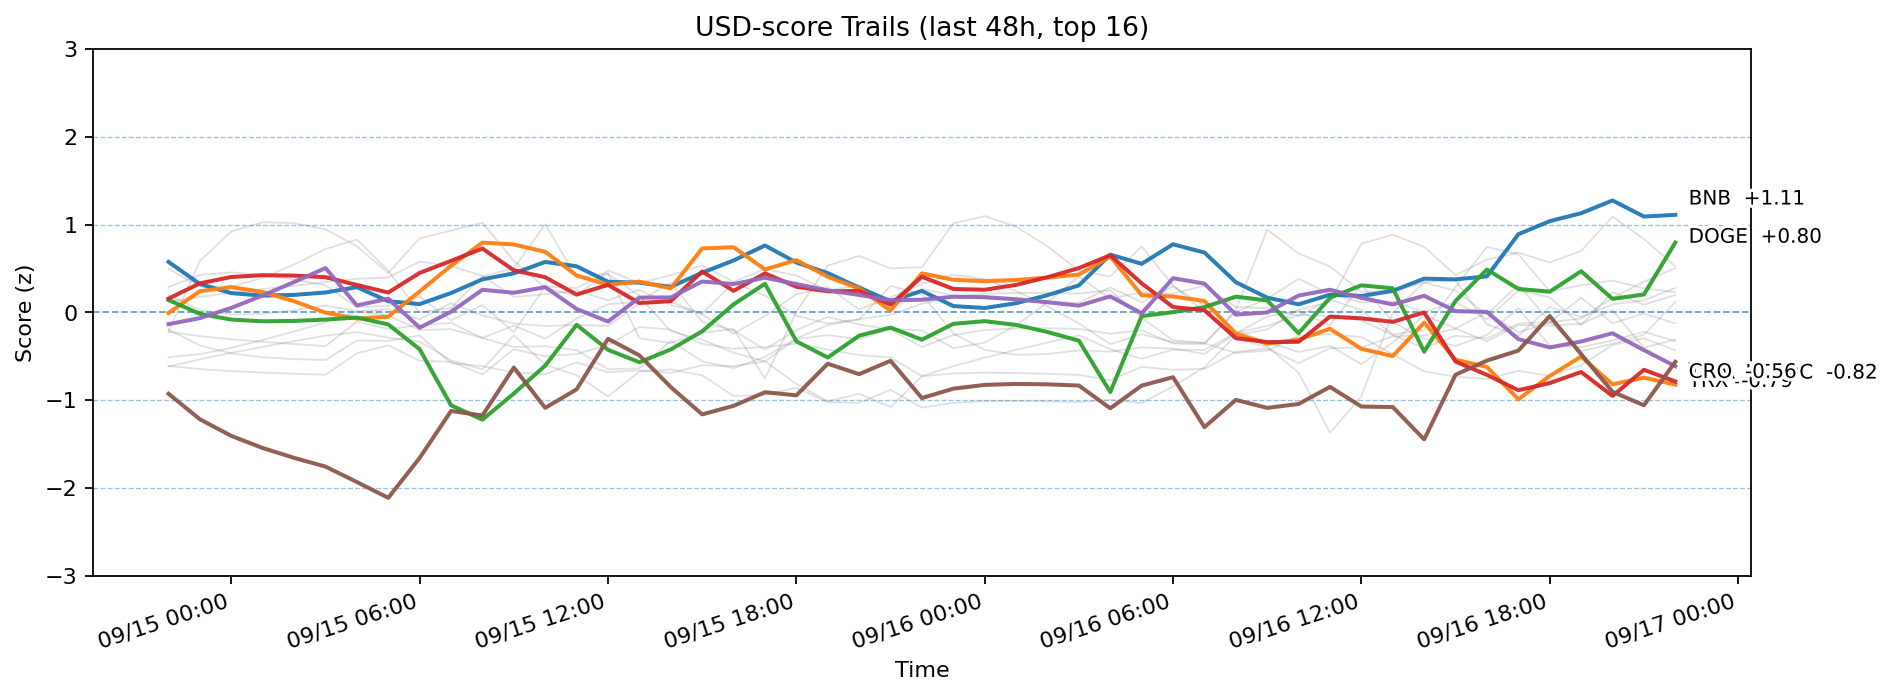 USD-score Trails (last 48h, top 16)
Score (z)
3
2
1
0
−1
−2
−3
BNB +1.11
DOGE +0.80
CRO -0.56 C -0.82
TRX -0.79
09/15 00:00
09/15 06:00
09/15 12:00
09/15 18:00
09/16 00:00
09/16 06:00
09/16 12:00
09/16 18:00
09/17 00:00
Time